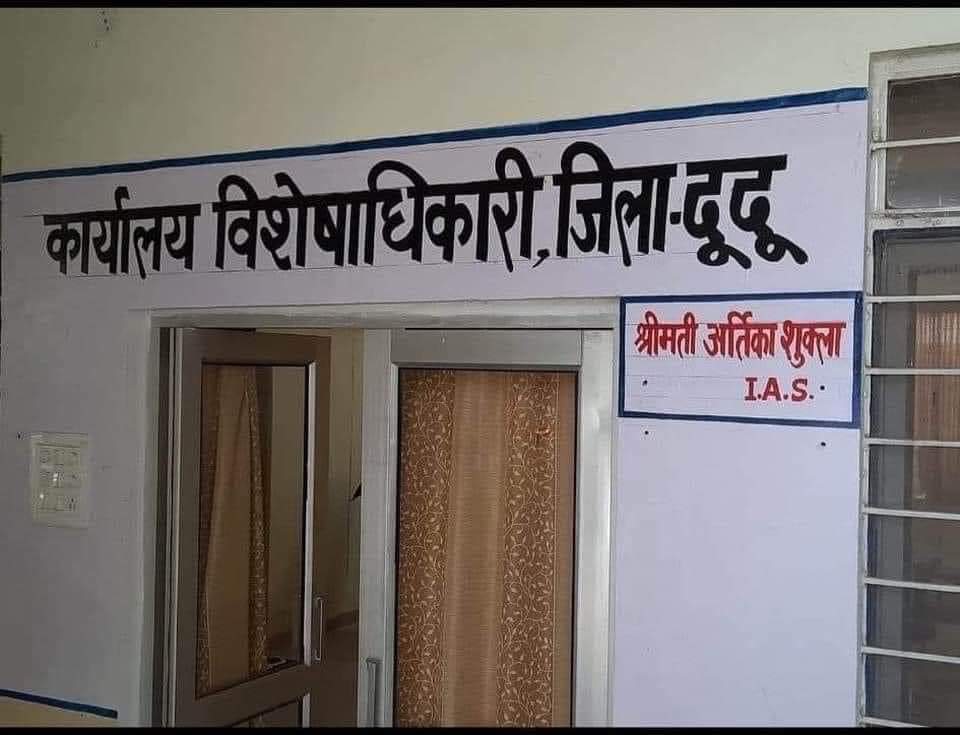 कार्यालय विशेषाधिकारी, जिला-दूदू
श्रीमती अर्तिका शुक्ला
I.A.S.